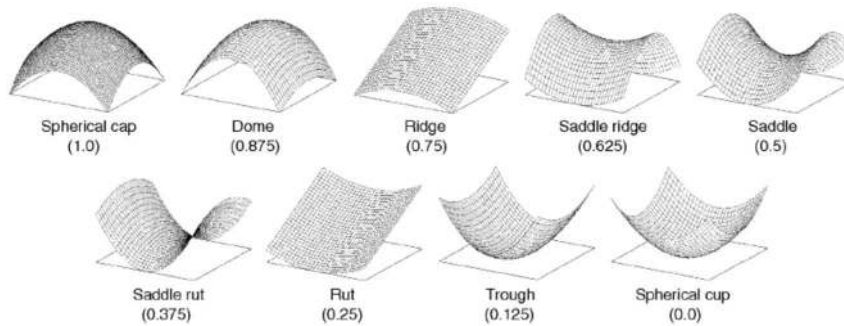 Spherical cap
(1.0)
Dome
(0.875)
Ridge
(0.75)
Saddle ridge
(0.625)
Saddle
(0.5)
Saddle rut
(0.375)
Rut
(0.25)
Trough
(0.125)
Spherical cup
(0.0)